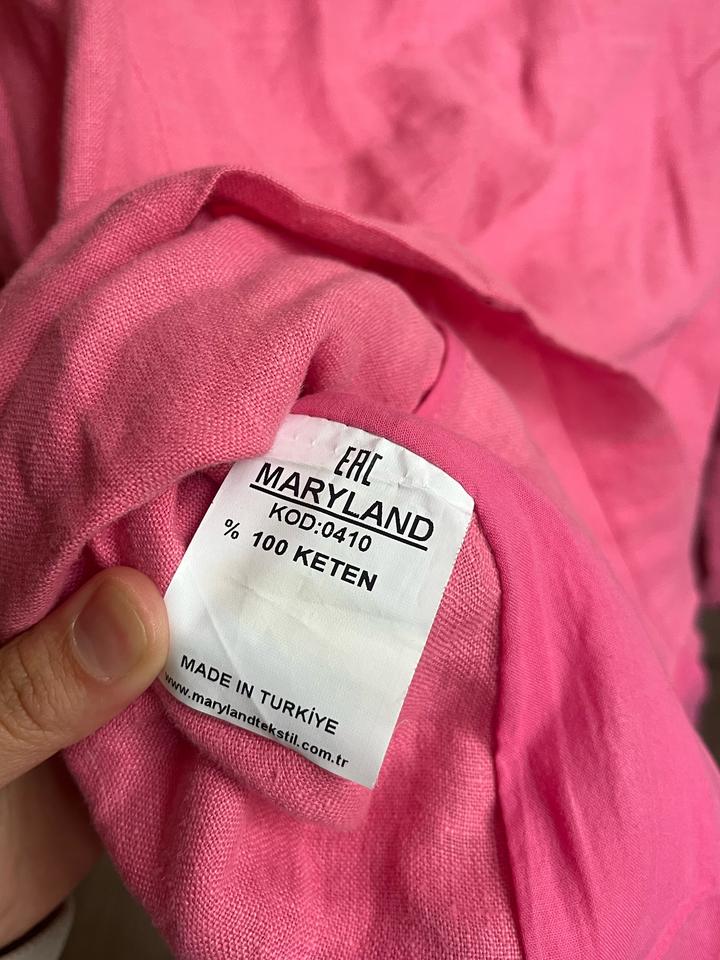 EAC
MARYLAND
KOD:0410
% 100 KETEN
MADE IN TURKİYE
www.marylandtekstil.com.tr